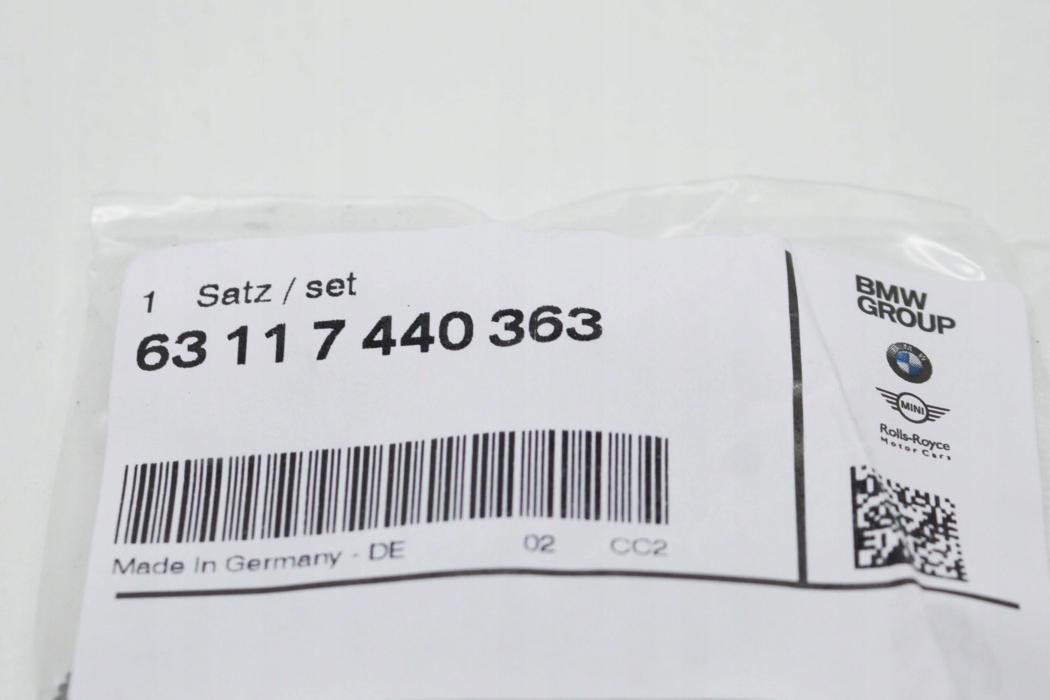 1 Satz / set
63 11 7 440 363
Made in Germany - DE 02 CC2
BMW
GROUP
BMW
MINI
Rolls-Royce
Motor Cars